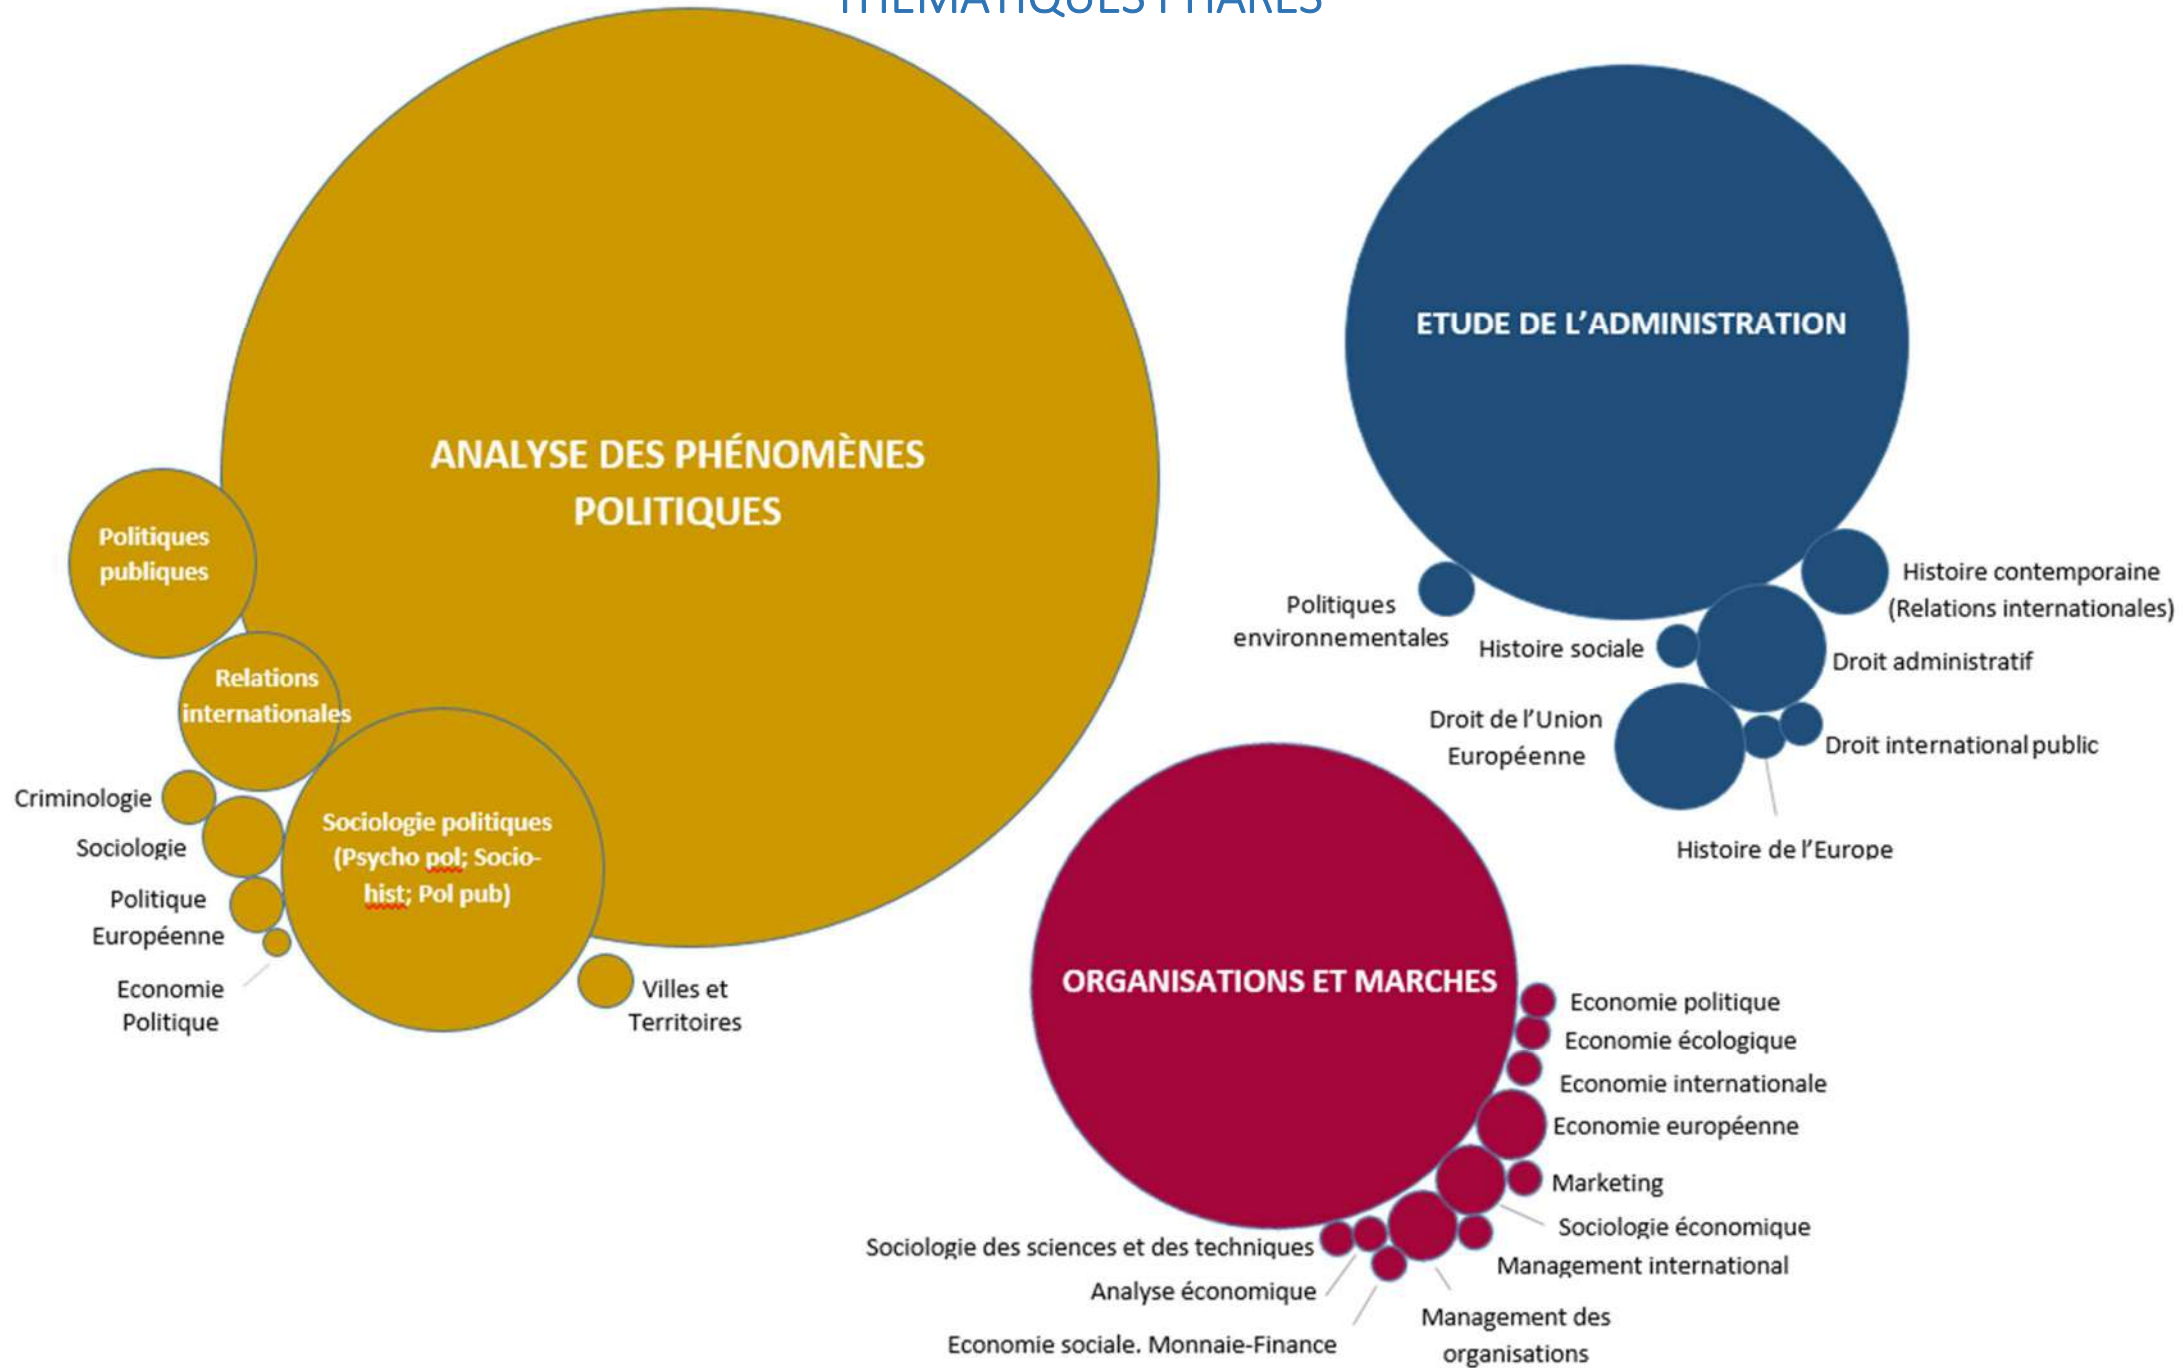 THÉMATIQUES PHARES
ANALYSE DES PHÉNOMÈNES
POLITIQUES
Politiques
publiques
Relations
internationales
Criminologie
Sociologie
Politique
Européenne
Economie
Politique
Sociologie politiques
(Psycho pol; Socio-
hist; Pol pub)
Villes et
Territoires
ETUDE DE L’ADMINISTRATION
Politiques
environnementales
Histoire contemporaine
(Relations internationales)
Histoire sociale
Droit administratif
Droit de l’Union
Européenne
Droit international public
Histoire de l’Europe
ORGANISATIONS ET MARCHES
Economie politique
Economie écologique
Economie internationale
Economie européenne
Marketing
Sociologie économique
Management international
Sociologie des sciences et des techniques
Analyse économique
Economie sociale. Monnaie-Finance
Management des
organisations